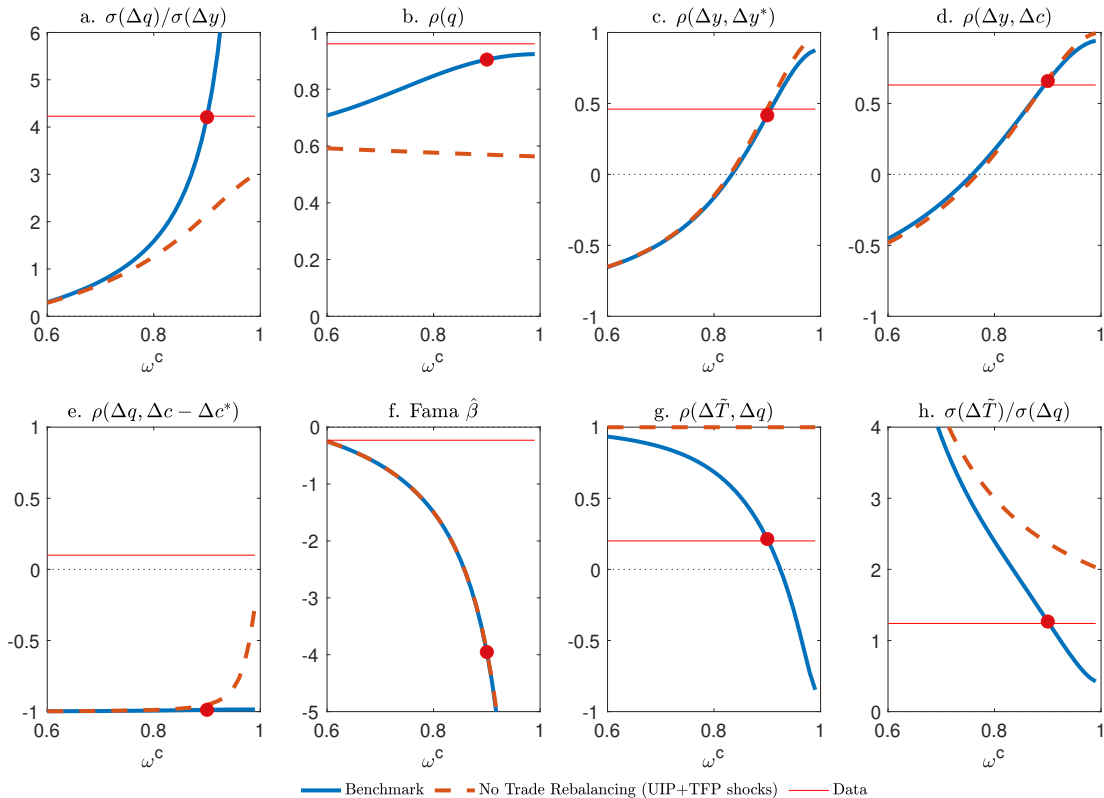 a. σ(Δq)/σ(Δy)
b. ρ(q)
c. ρ(Δy, Δy*)
d. ρ(Δy, Δc)
6
5
4
3
2
1
0
0.6 0.8 1
ω^c
1
0.8
0.6
0.4
0.2
0
0.6 0.8 1
ω^c
1
0.5
0
-0.5
-1
0.6 0.8 1
ω^c
1
0.5
0
-0.5
-1
0.6 0.8 1
ω^c
e. ρ(Δq, Δc − Δc*)
f. Fama β̂
g. ρ(ΔT̃, Δq)
h. σ(ΔT̃)/σ(Δq)
1
0.5
0
-0.5
-1
0.6 0.8 1
ω^c
0
-1
-2
-3
-4
-5
0.6 0.8 1
ω^c
1
0.5
0
-0.5
-1
0.6 0.8 1
ω^c
4
3
2
1
0
0.6 0.8 1
ω^c
Benchmark No Trade Rebalancing (UIP+TFP shocks) Data